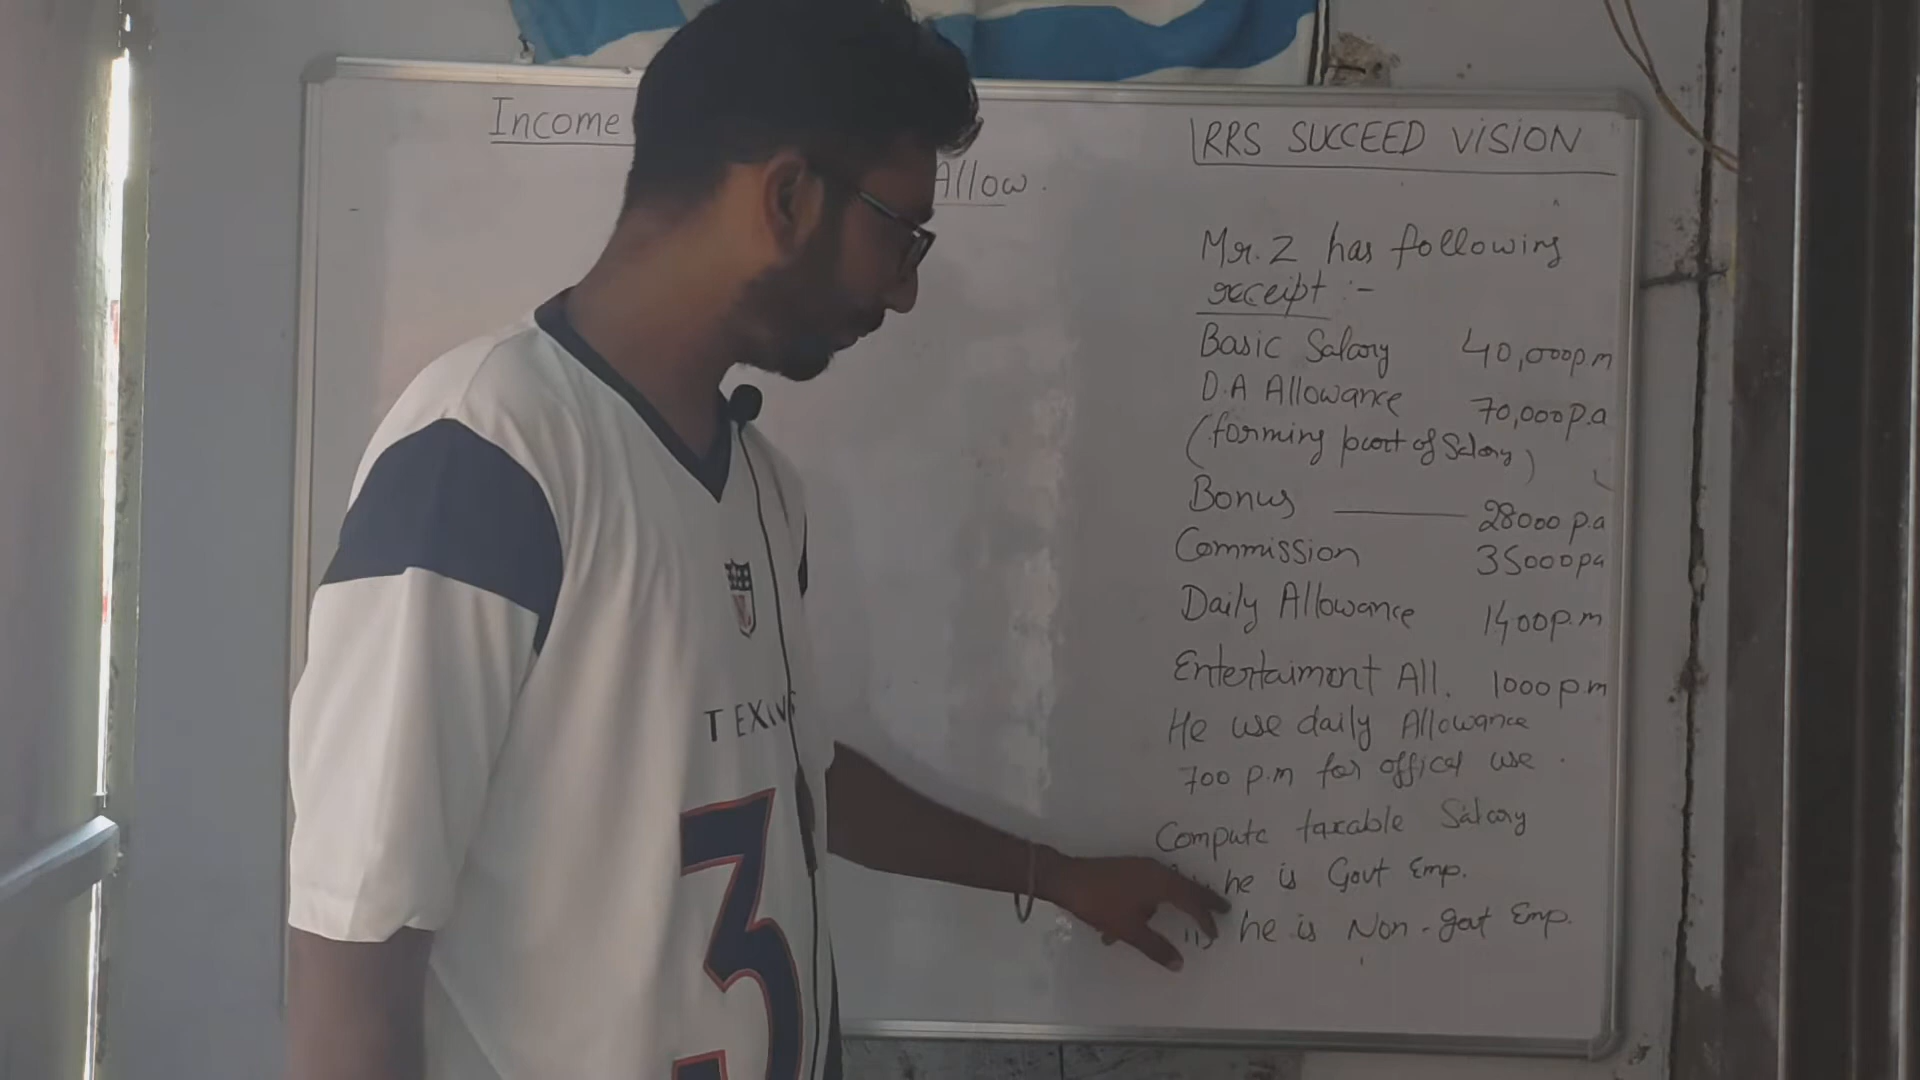 Income
Allow.
RRS SUCCEED VISION
Mr. Z has following
receipt :-
Basic Salary 40,000p.m
D.A Allowance 70,000p.a
(forming part of Salary)
Bonus 28000 p.a
Commission 35000pa
Daily Allowance 1400p.m
Entertaiment All. 1000 p.m
He use daily Allowance
700 p.m for offical use.
Compute taxable Salary
he is Govt Emp.
ii) he is Non-govt Emp.
3